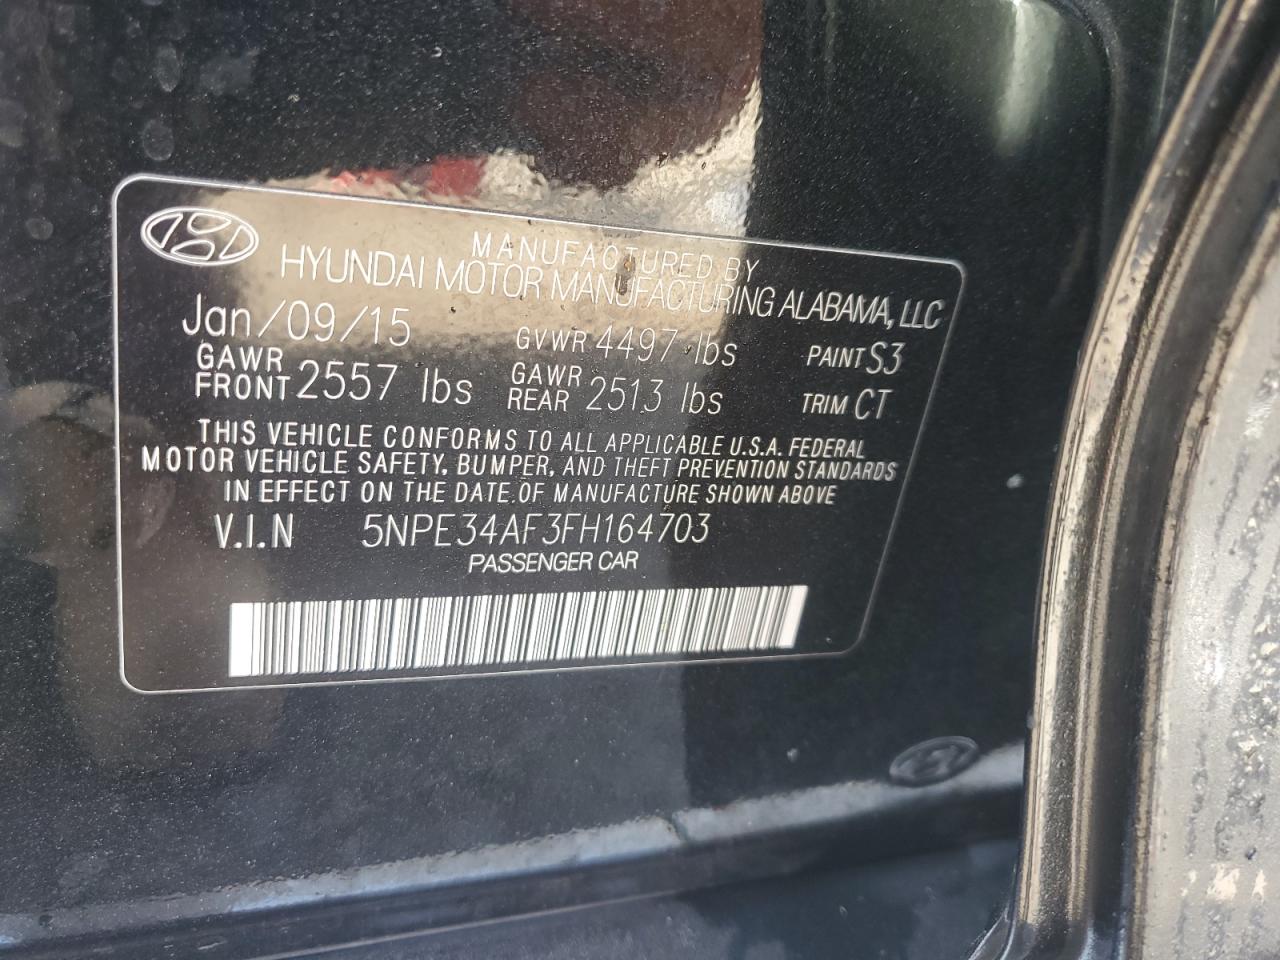 MANUFACTURED BY
HYUNDAI MOTOR MANUFACTURING ALABAMA, LLC
Jan/09/15 GVWR 4497 lbs PAINT S3
GAWR FRONT 2557 lbs GAWR REAR 2513 lbs TRIM CT
THIS VEHICLE CONFORMS TO ALL APPLICABLE U.S.A. FEDERAL
MOTOR VEHICLE SAFETY, BUMPER, AND THEFT PREVENTION STANDARDS
IN EFFECT ON THE DATE OF MANUFACTURE SHOWN ABOVE
V.I.N 5NPE34AF3FH164703
PASSENGER CAR